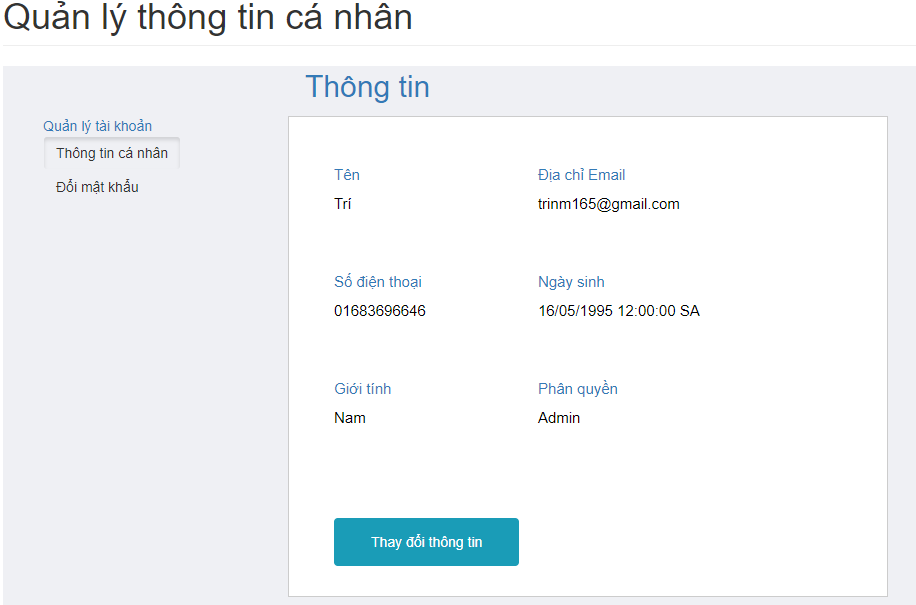 Quản lý thông tin cá nhân
Thông tin
Quản lý tài khoản
Thông tin cá nhân
Đổi mật khẩu
Tên
Địa chỉ Email
Trí
trinm165@gmail.com
Số điện thoại
Ngày sinh
01683696646
16/05/1995 12:00:00 SA
Giới tính
Phân quyền
Nam
Admin
Thay đổi thông tin